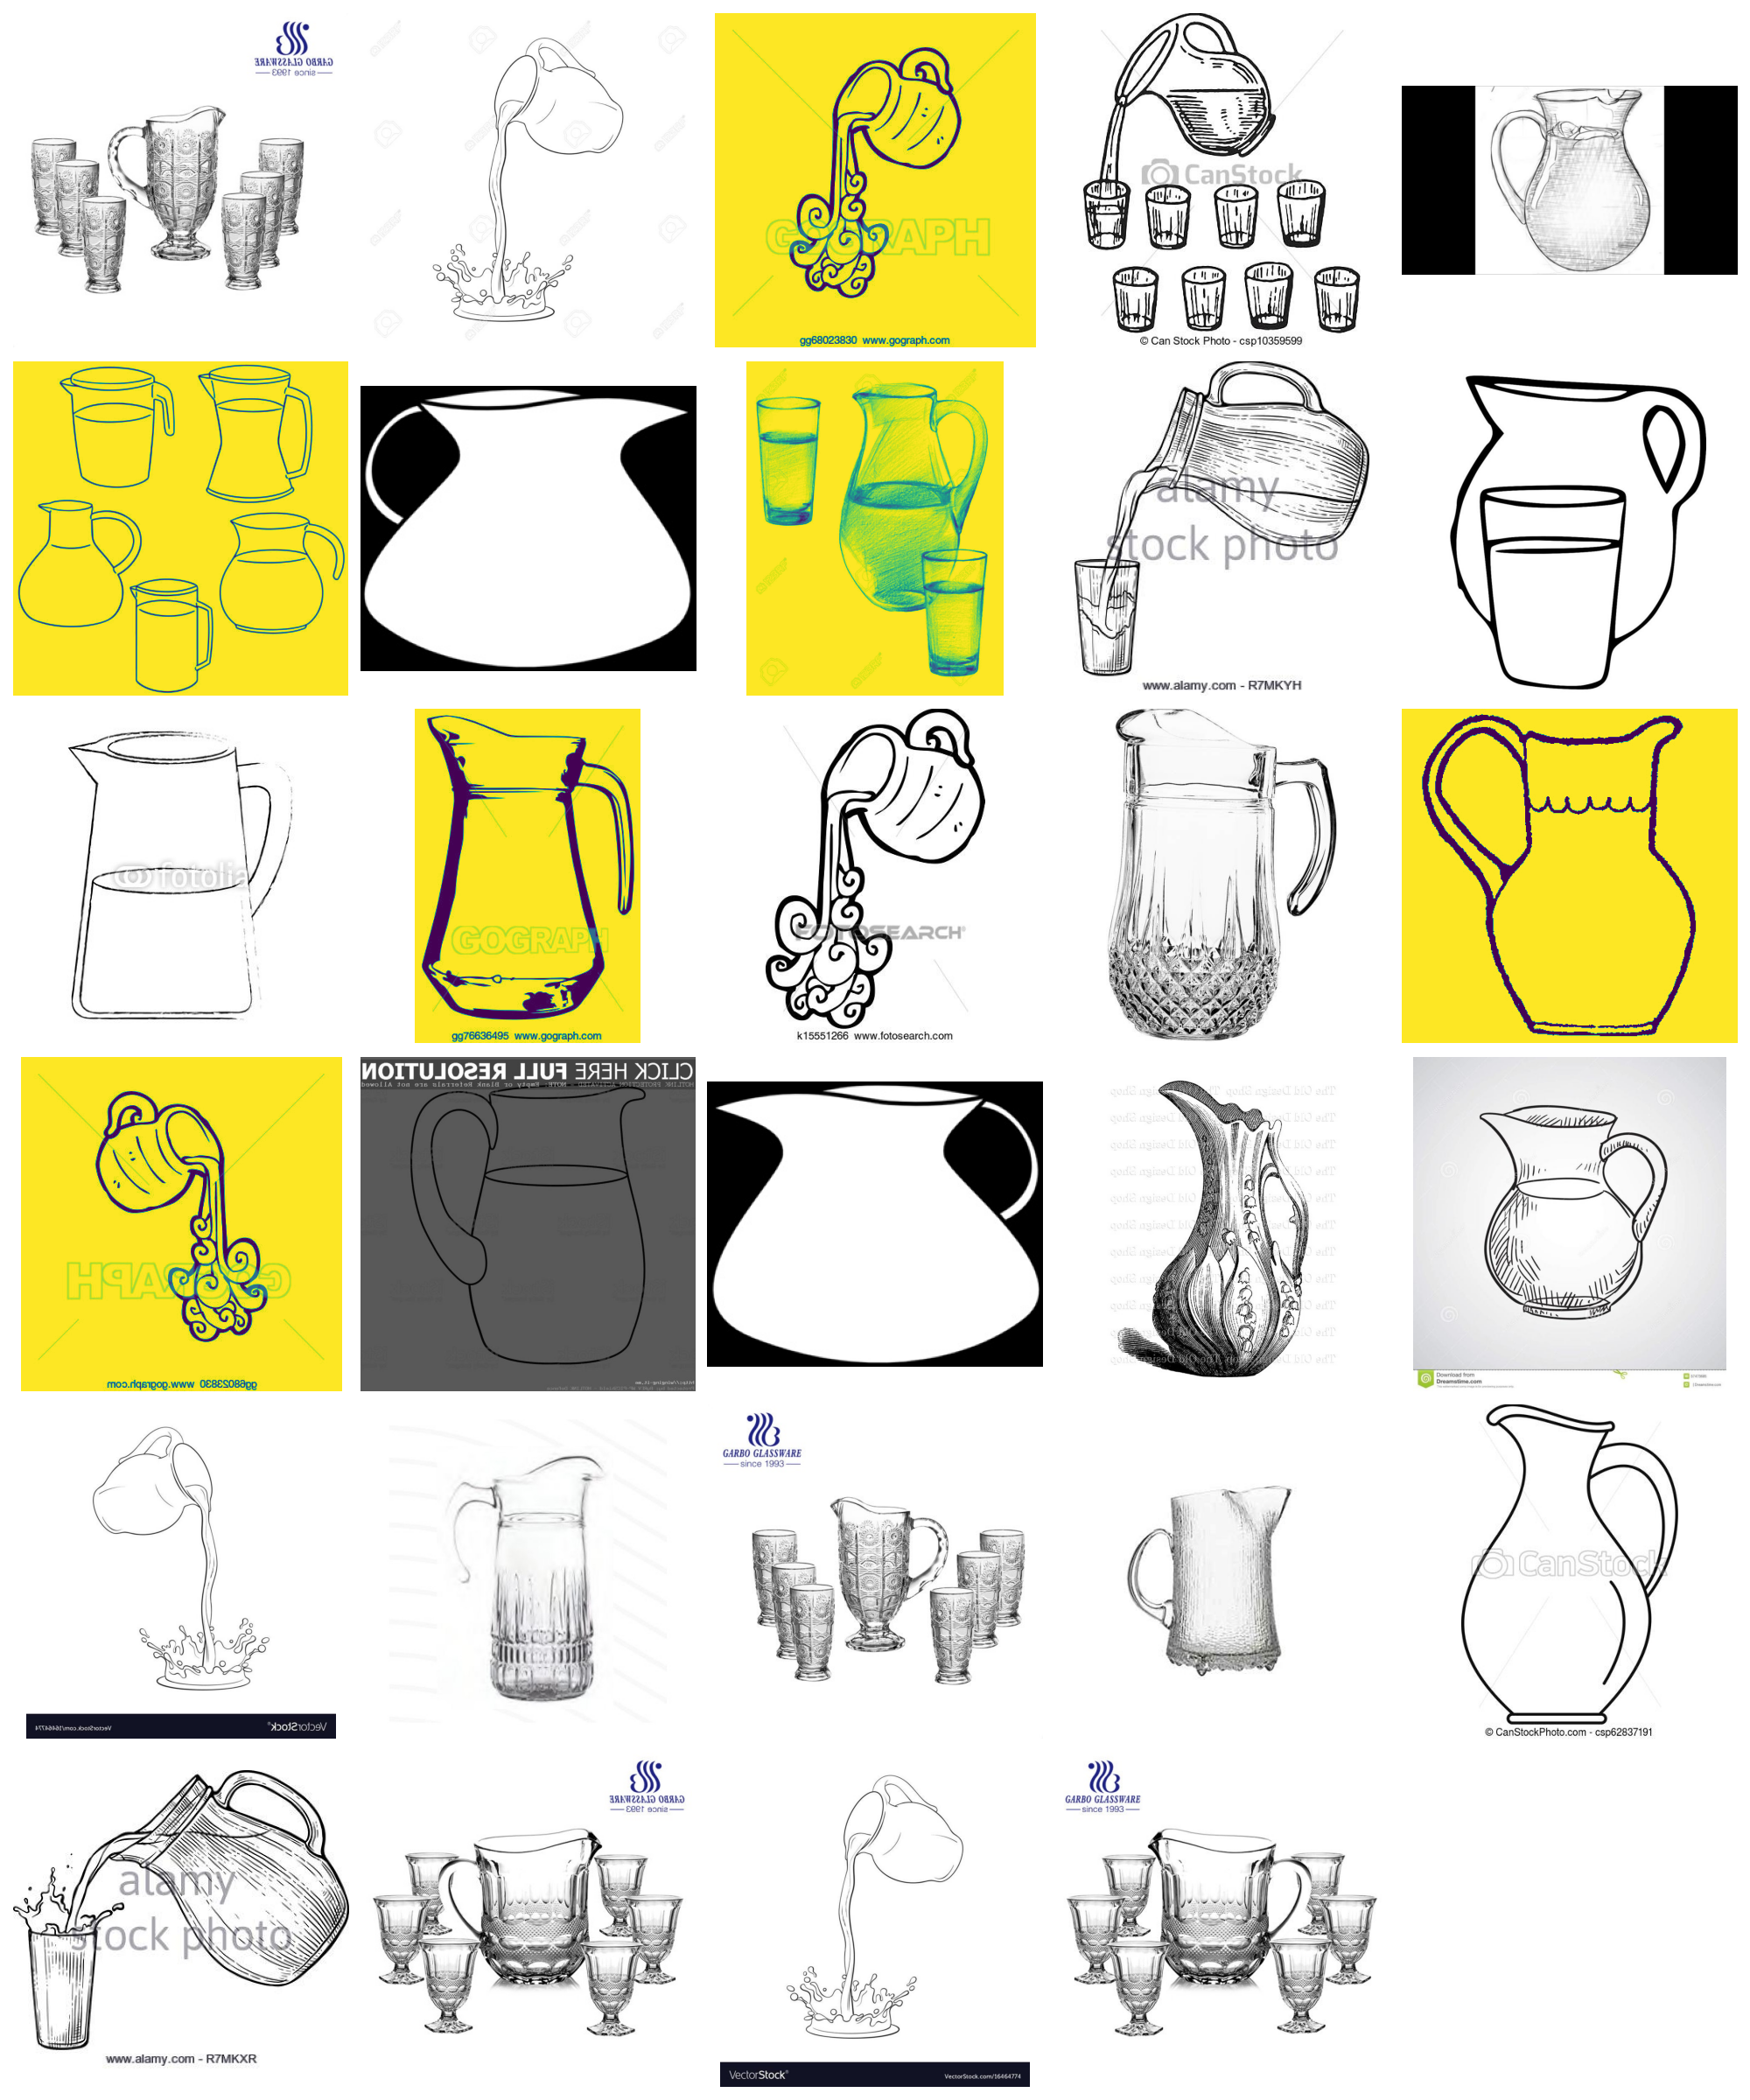 GARBO GLASSWARE
since 1993
GOGRAPH
gg68023830 www.gograph.com
CanStock
© Can Stock Photo - csp10359599
alamy
stock photo
www.alamy.com - R7MKYH
fotolia
GOGRAPH
gg76636495 www.gograph.com
FOTOSEARCH
k15551266 www.fotosearch.com
GOGRAPH
gg68023830 www.gograph.com
CLICK HERE FULL RESOLUTION
The Old Design Shop
Download from
Dreamstime.com
VectorStock®
VectorStock.com/16464774
GARBO GLASSWARE
since 1993
CanStock
© CanStockPhoto.com - csp62837191
alamy
stock photo
www.alamy.com - R7MKXR
GARBO GLASSWARE
since 1993
VectorStock®
VectorStock.com/16464774
GARBO GLASSWARE
since 1993